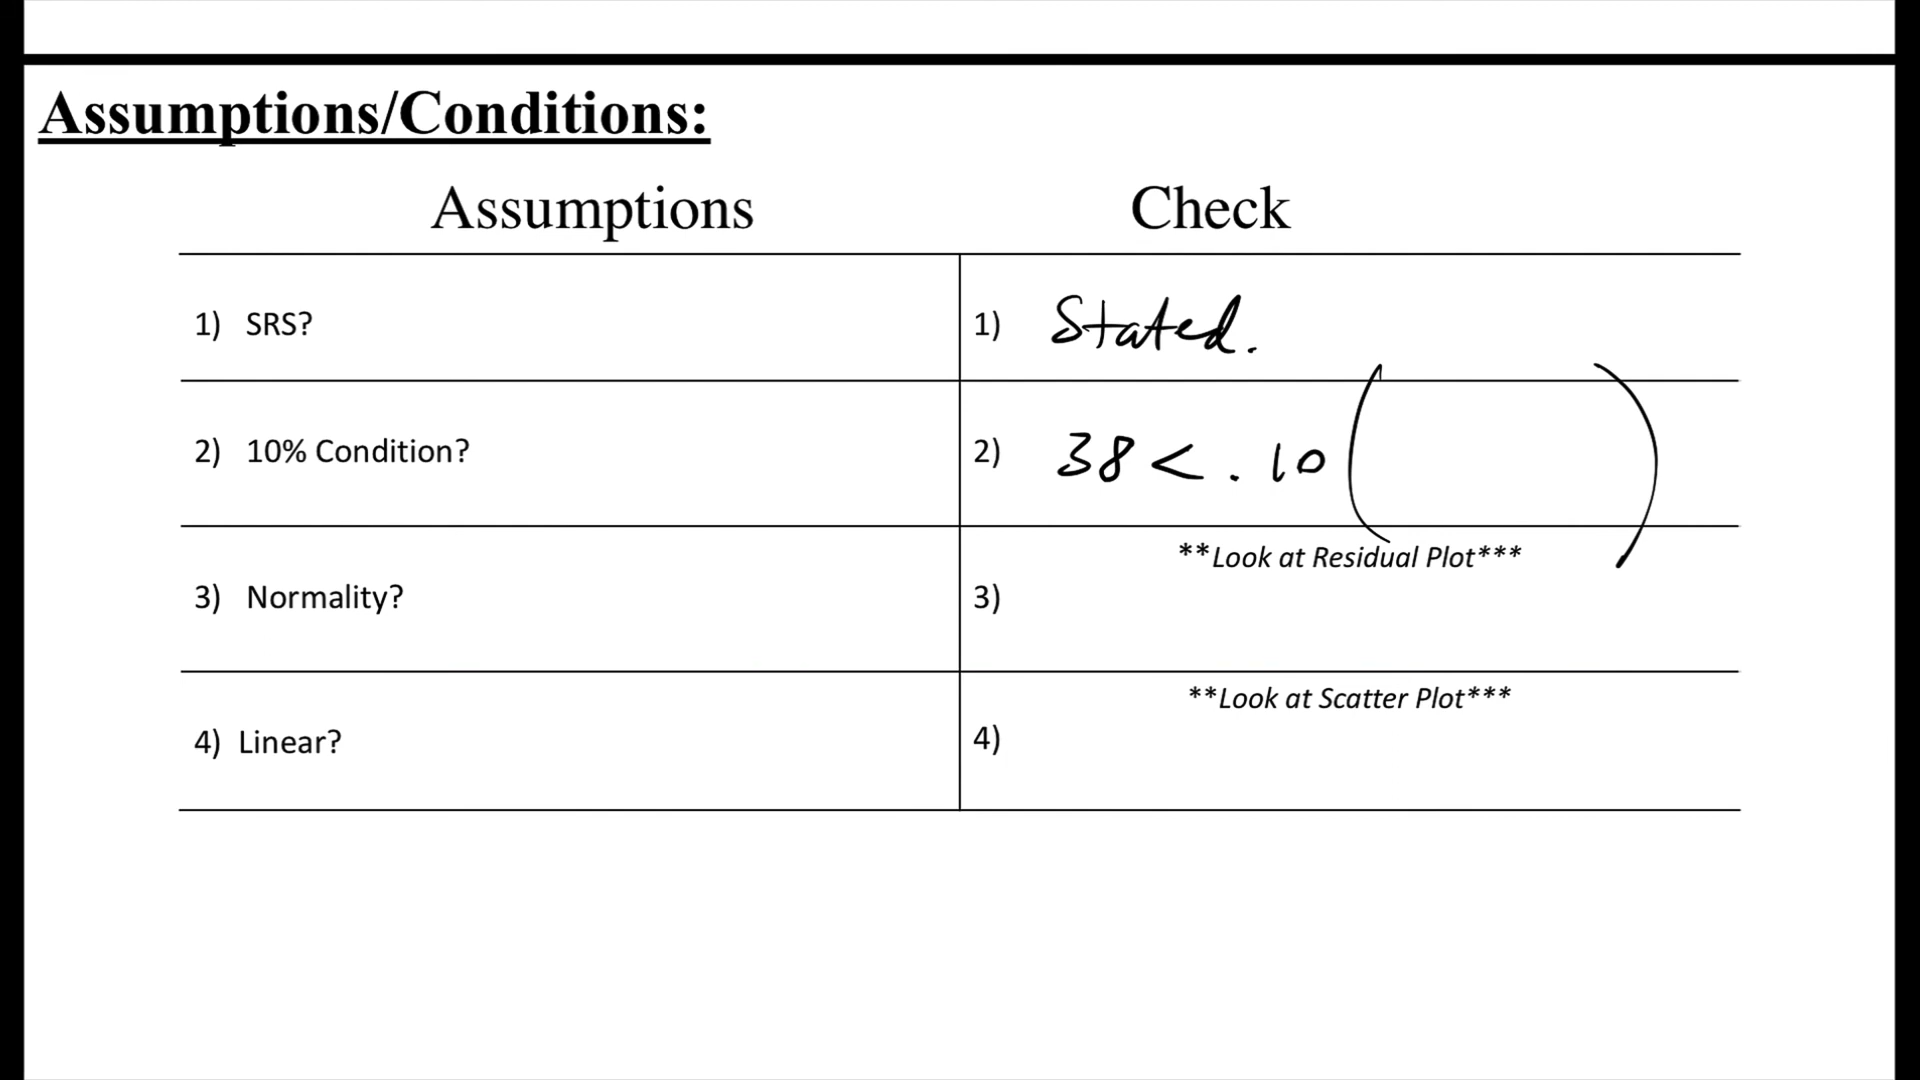 Assumptions/Conditions:
Assumptions Check
1) SRS? 1) Stated.
2) 10% Condition? 2) 38 < .10 ( )
**Look at Residual Plot***
3) Normality? 3)
**Look at Scatter Plot***
4) Linear? 4)